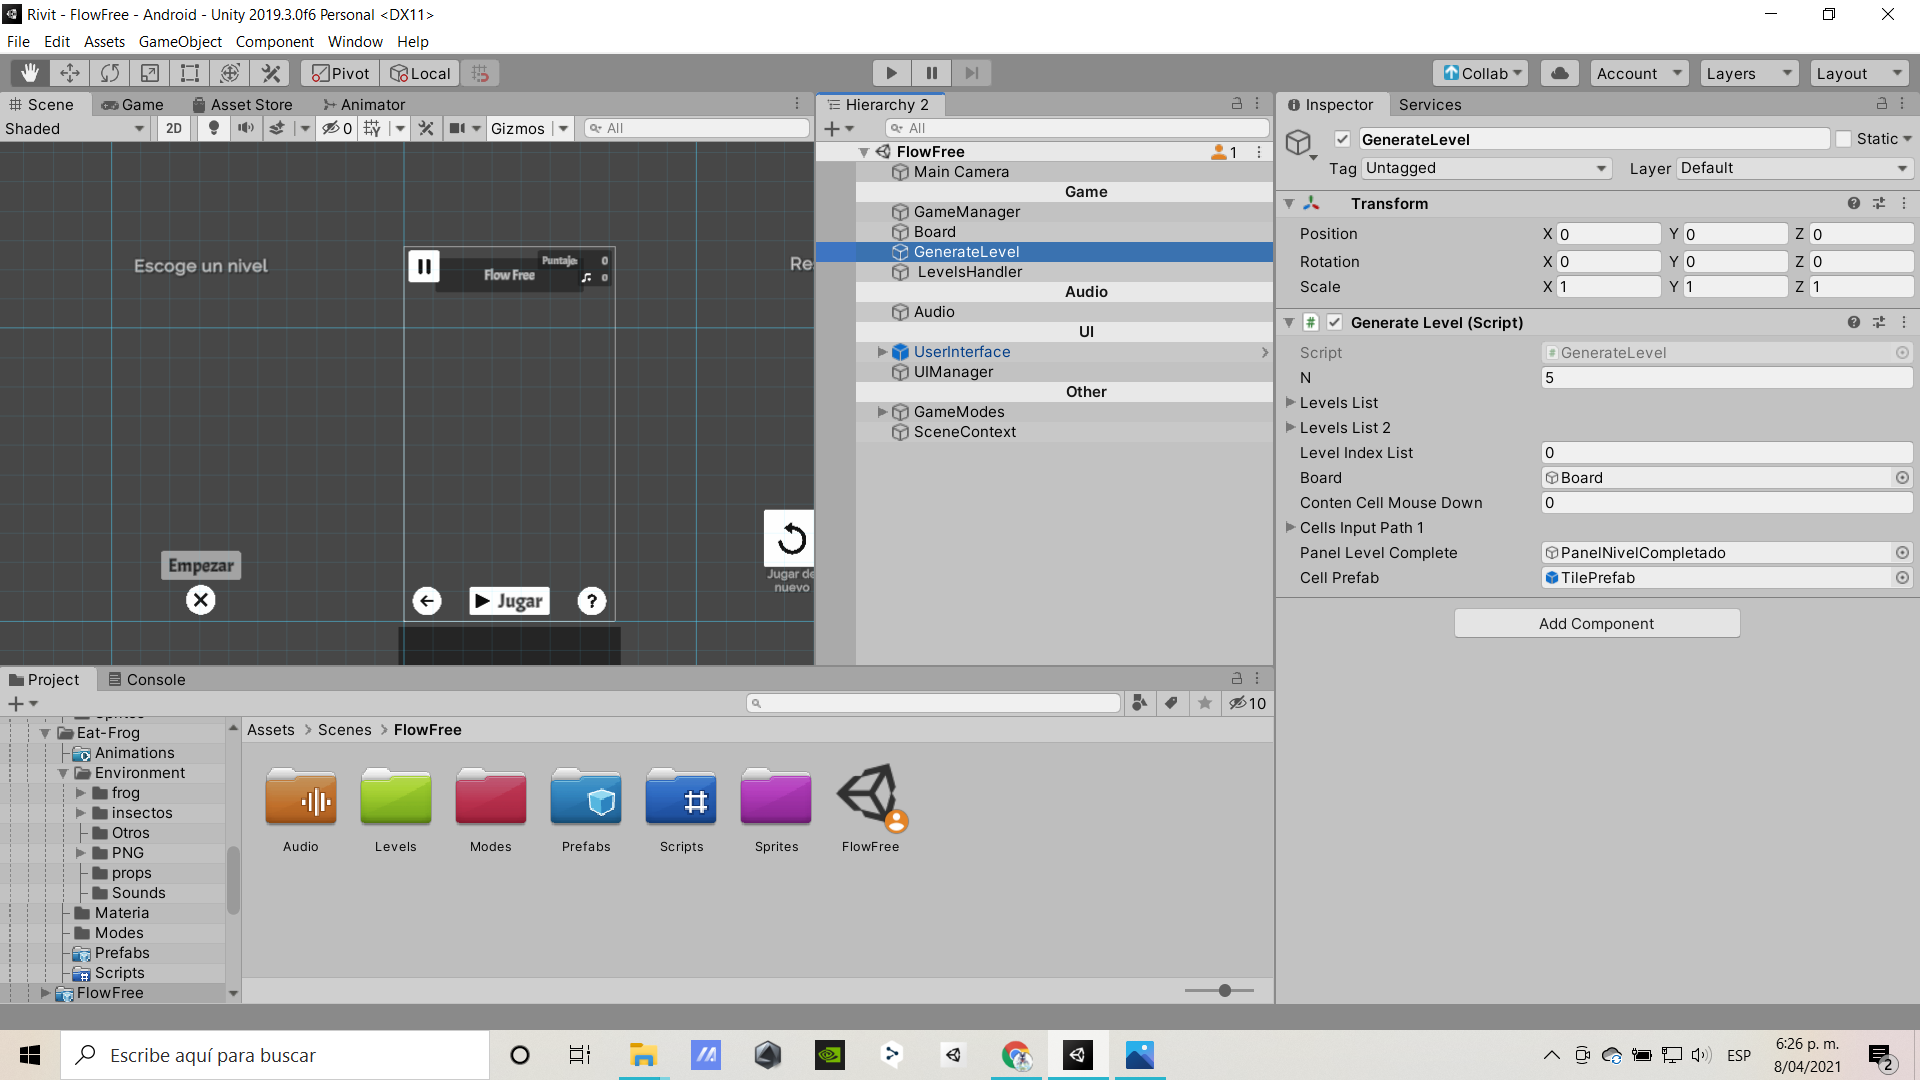 Rivit - FlowFree - Android - Unity 2019.3.0f6 Personal <DX11>
File Edit Assets GameObject Component Window Help
Pivot Local Collab Account Layers Layout
Scene Game Asset Store Animator
Shaded 2D 0 Gizmos All
Escoge un nivel
Puntaje: 0
Flow Free 0
Empezar
Jugar
?
Jugar de
nuevo
Hierarchy 2
All
FlowFree 1
Main Camera
Game
GameManager
Board
GenerateLevel
LevelsHandler
Audio
Audio
UI
UserInterface
UIManager
Other
GameModes
SceneContext
Inspector Services
GenerateLevel Static
Tag Untagged Layer Default
Transform
Position X 0 Y 0 Z 0
Rotation X 0 Y 0 Z 0
Scale X 1 Y 1 Z 1
# Generate Level (Script)
Script GenerateLevel
N 5
Levels List
Levels List 2
Level Index List 0
Board Board
Conten Cell Mouse Down 0
Cells Input Path 1
Panel Level Complete PanelNivelCompletado
Cell Prefab TilePrefab
Add Component
Project Console
10
Eat-Frog
Animations
Environment
frog
insectos
Otros
PNG
props
Sounds
Materia
Modes
Prefabs
Scripts
FlowFree
Assets > Scenes > FlowFree
Audio Levels Modes Prefabs Scripts Sprites FlowFree
Escribe aquí para buscar
ESP
6:26 p. m.
8/04/2021
2